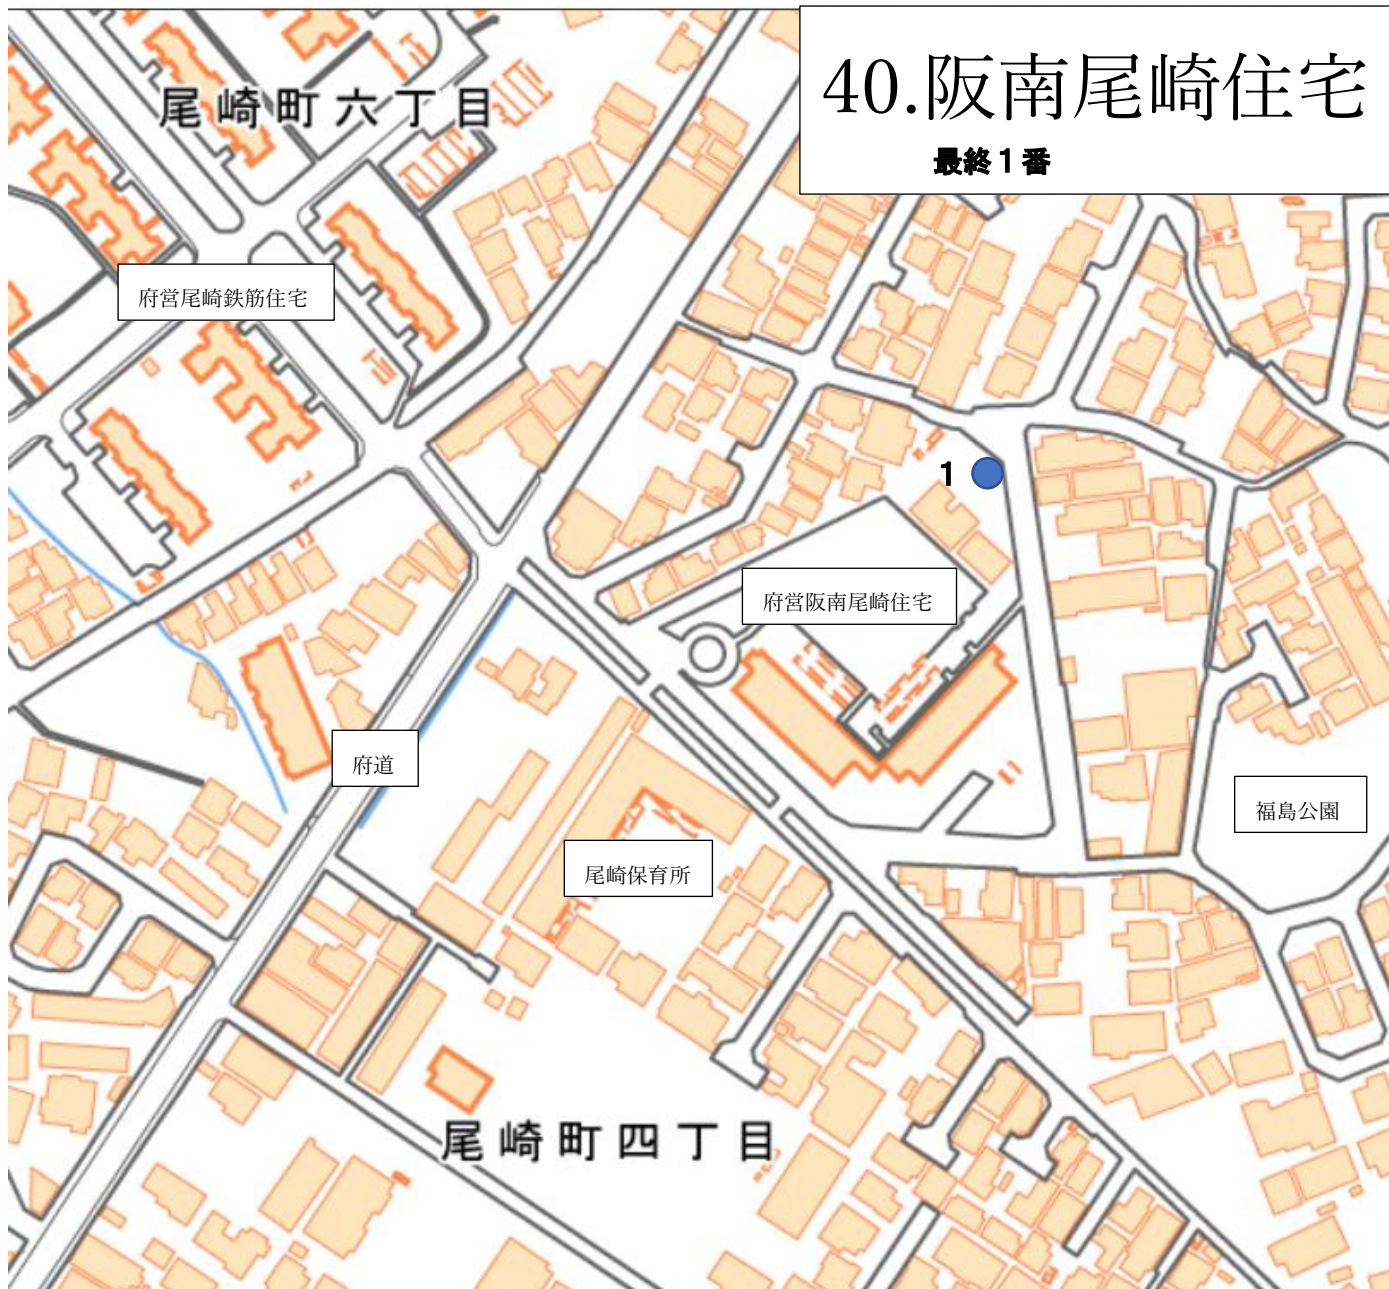 40.阪南尾崎住宅
最終1番
尾崎町六丁目
府営尾崎鉄筋住宅
1
府営阪南尾崎住宅
府道
福島公園
尾崎保育所
尾崎町四丁目